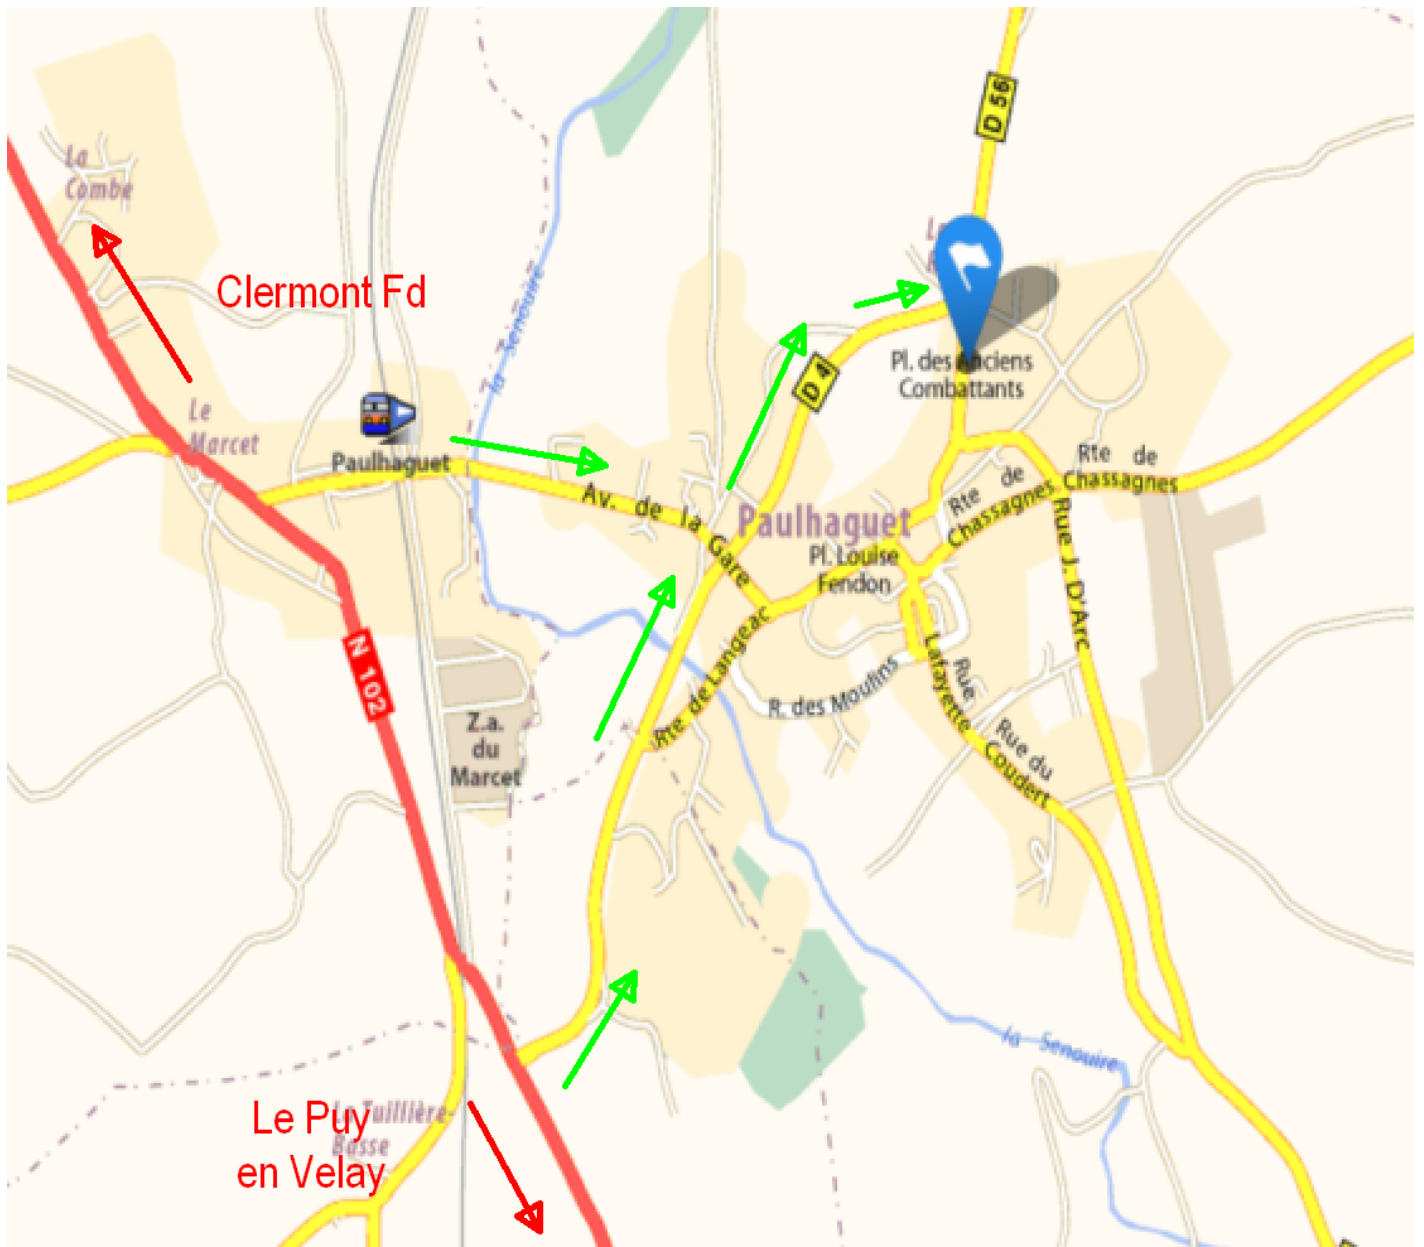 D 56
La
Combe
Clermont Fd
la Senouire
Pl. des Anciens
Combattants
D 4
Le
Marcet
Paulhaguet
Rte de
Chassagnes
Rte de
Chassagnes
Av. de la Gare
Paulhaguet
Pl. Louise
Fendon
Rue J. D'Arc
Rte de Langeac
N 102
R. des Moulins
Rue
Lafayette
Rue du
Coudert
Z.a.
du
Marcet
la Senouire
Le Puy
en Velay
La Tuillière-
Basse